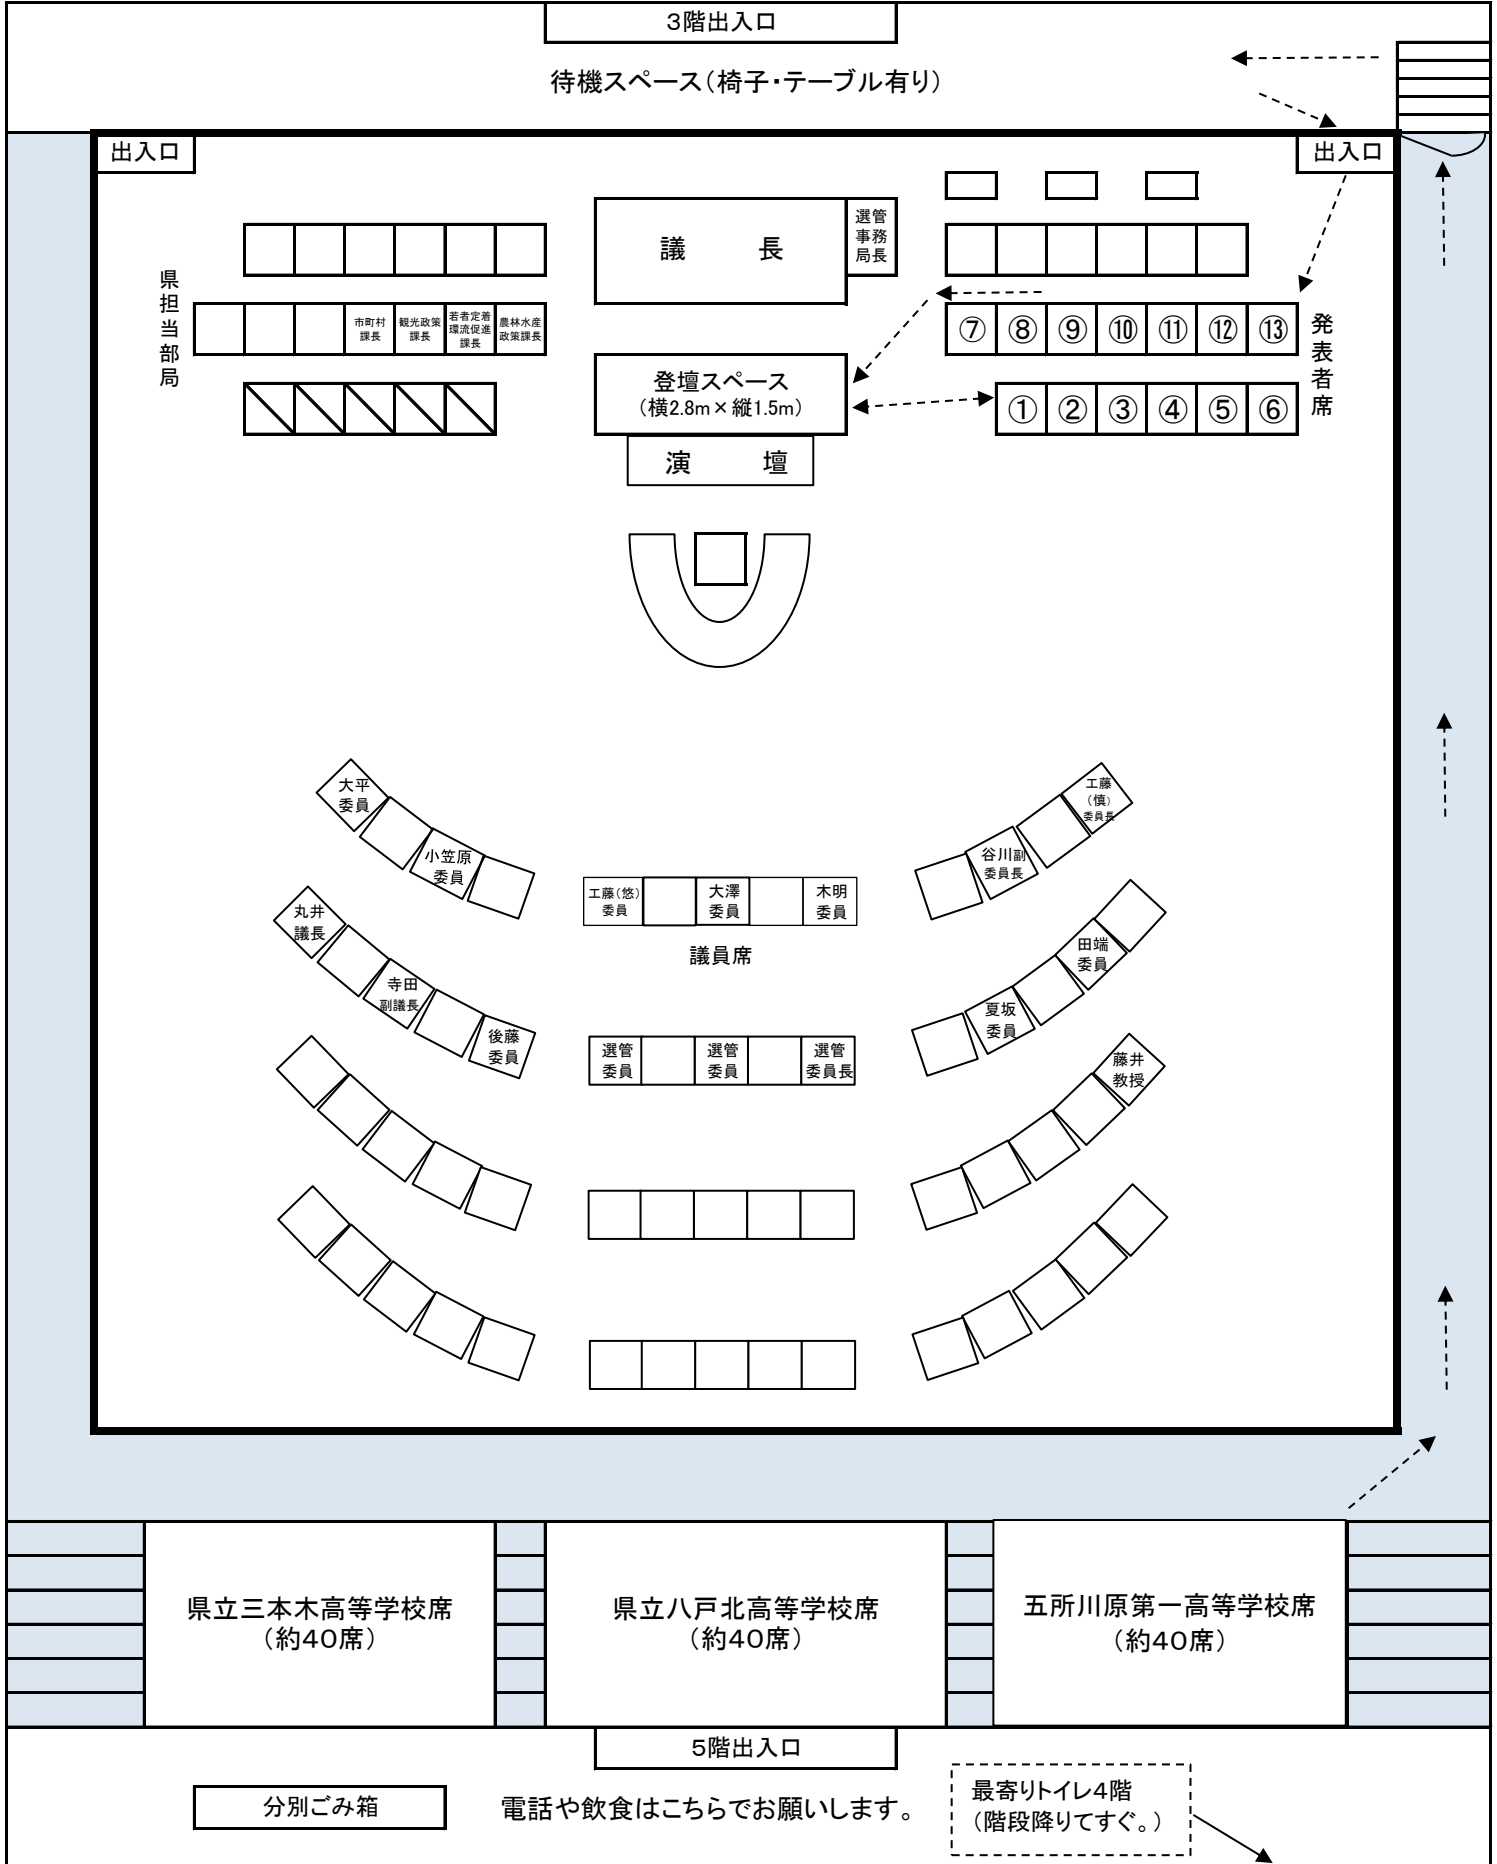 3階出入口
待機スペース（椅子・テーブル有り）
出入口
出入口
議　　長
選管
事務
局長
県担当部局
市町村
課長
観光政策
課長
若者定着
環流促進
課長
農林水産
政策課長
⑦
⑧
⑨
⑩
⑪
⑫
⑬
発表者席
登壇スペース
（横2.8m×縦1.5m）
①
②
③
④
⑤
⑥
演　　壇
大平
委員
小笠原
委員
工藤（悠）
委員
大澤
委員
木明
委員
谷川副
委員長
工藤
（慎）
委員長
議員席
丸井
議長
寺田
副議長
後藤
委員
選管
委員
選管
委員
選管
委員長
夏坂
委員
田端
委員
藤井
教授
県立三本木高等学校席
（約40席）
県立八戸北高等学校席
（約40席）
五所川原第一高等学校席
（約40席）
5階出入口
分別ごみ箱
電話や飲食はこちらでお願いします。
最寄りトイレ4階
（階段降りてすぐ。）